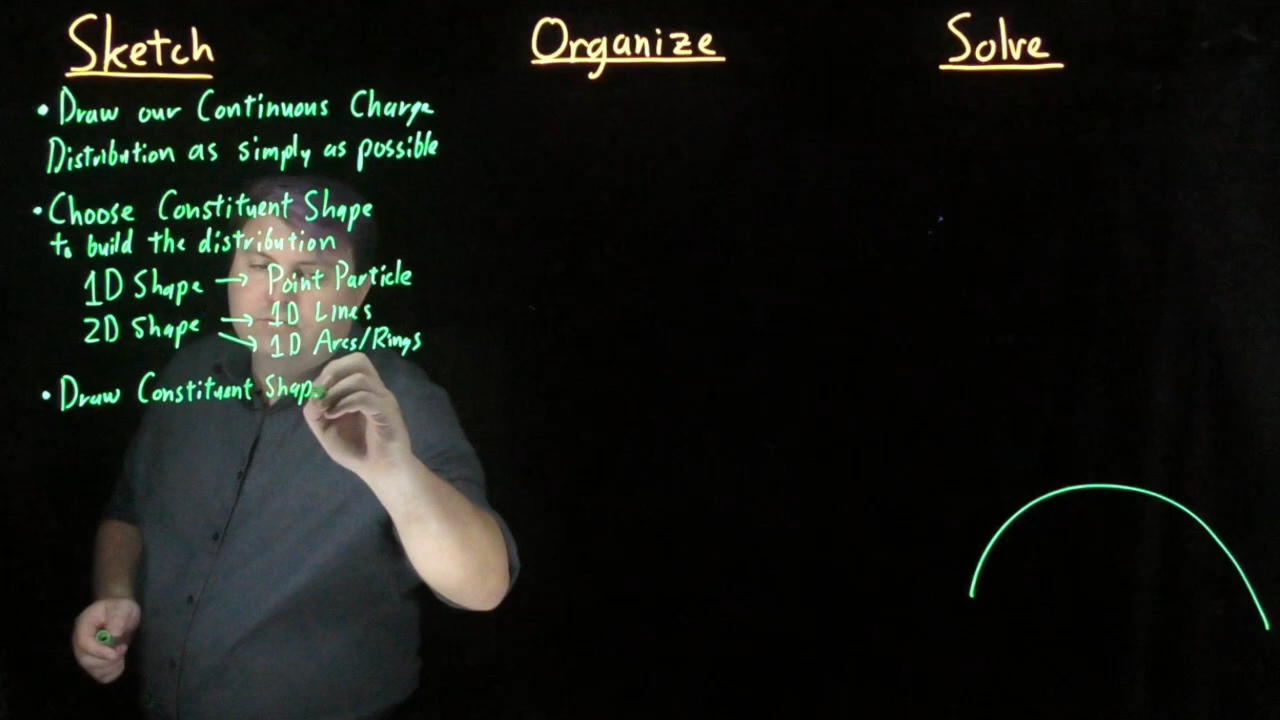 Sketch
• Draw our Continuous Charge
Distribution as simply as possible
• Choose Constituent Shape
to build the distribution
1D Shape → Point Particle
2D Shape → 1D Lines
→ 1D Arcs/Rings
• Draw Constituent Shap
Organize
Solve